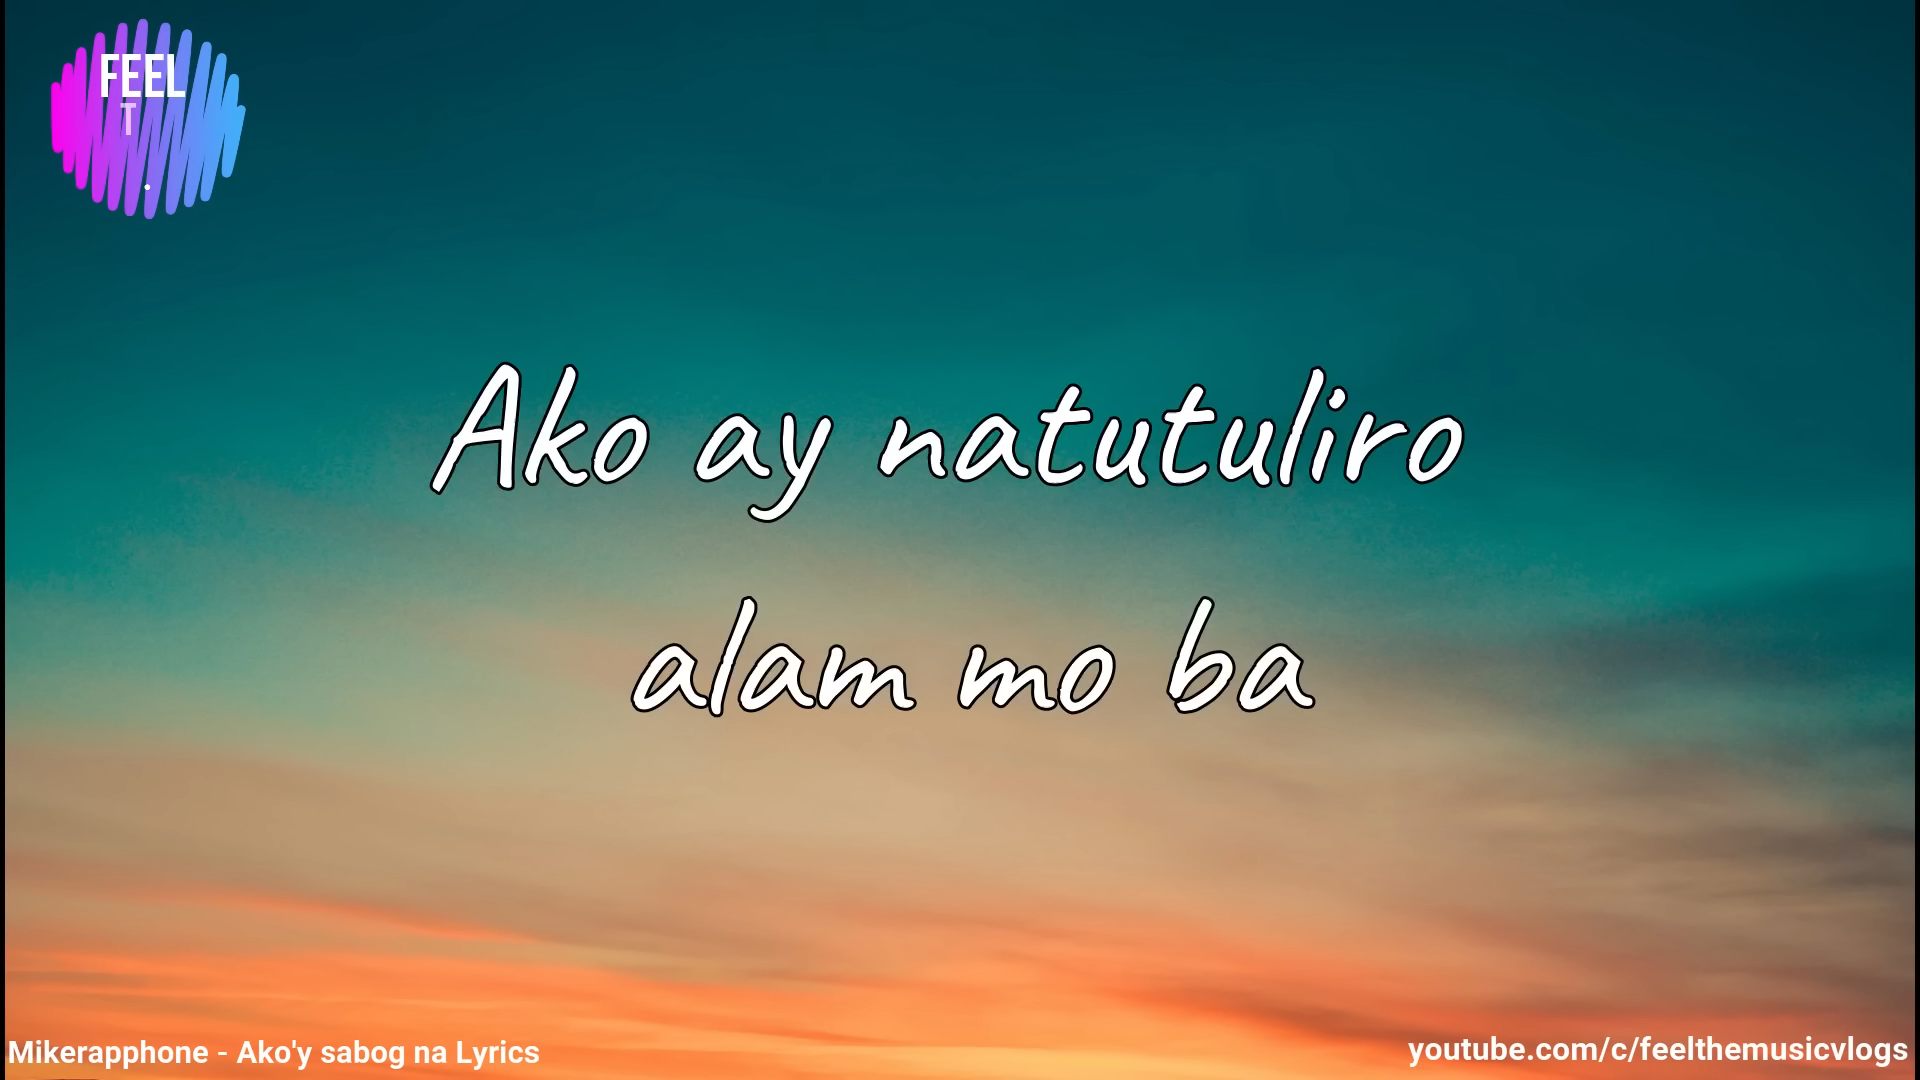 FEEL
T
Ako ay natutuliro
alam mo ba
Mikerapphone - Ako'y sabog na Lyrics
youtube.com/c/feelthemusicvlogs